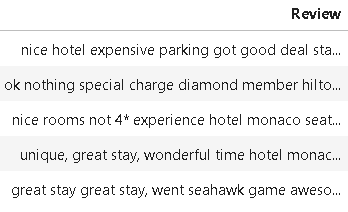 Review
nice hotel expensive parking got good deal sta...
ok nothing special charge diamond member hilto...
nice rooms not 4* experience hotel monaco seat...
unique, great stay, wonderful time hotel monac...
great stay great stay, went seahawk game aweso...